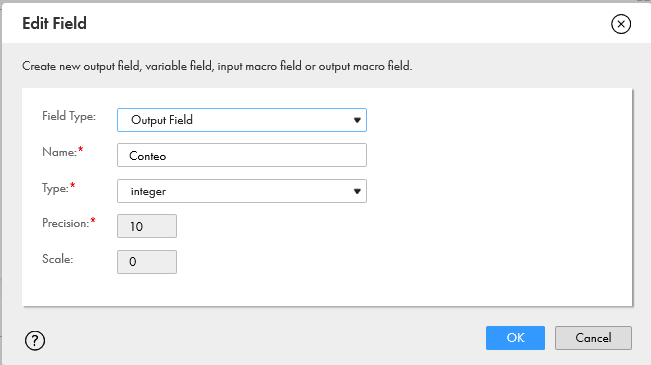 Edit Field
Create new output field, variable field, input macro field or output macro field.
Field Type: Output Field
Name:* Conteo
Type:* integer
Precision:* 10
Scale: 0
? OK Cancel